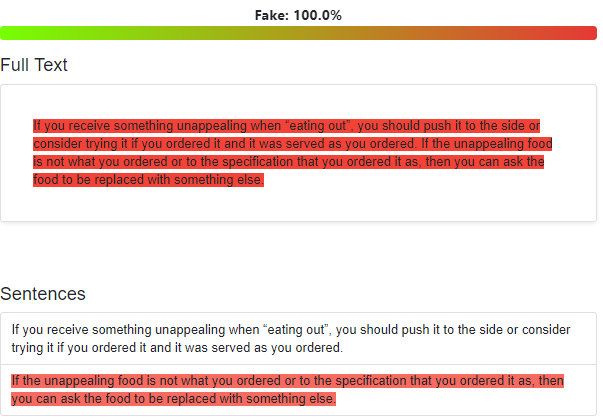 Fake: 100.0%
Full Text
If you receive something unappealing when “eating out”, you should push it to the side or
consider trying it if you ordered it and it was served as you ordered. If the unappealing food
is not what you ordered or to the specification that you ordered it as, then you can ask the
food to be replaced with something else.
Sentences
If you receive something unappealing when “eating out”, you should push it to the side or consider
trying it if you ordered it and it was served as you ordered.
If the unappealing food is not what you ordered or to the specification that you ordered it as, then
you can ask the food to be replaced with something else.